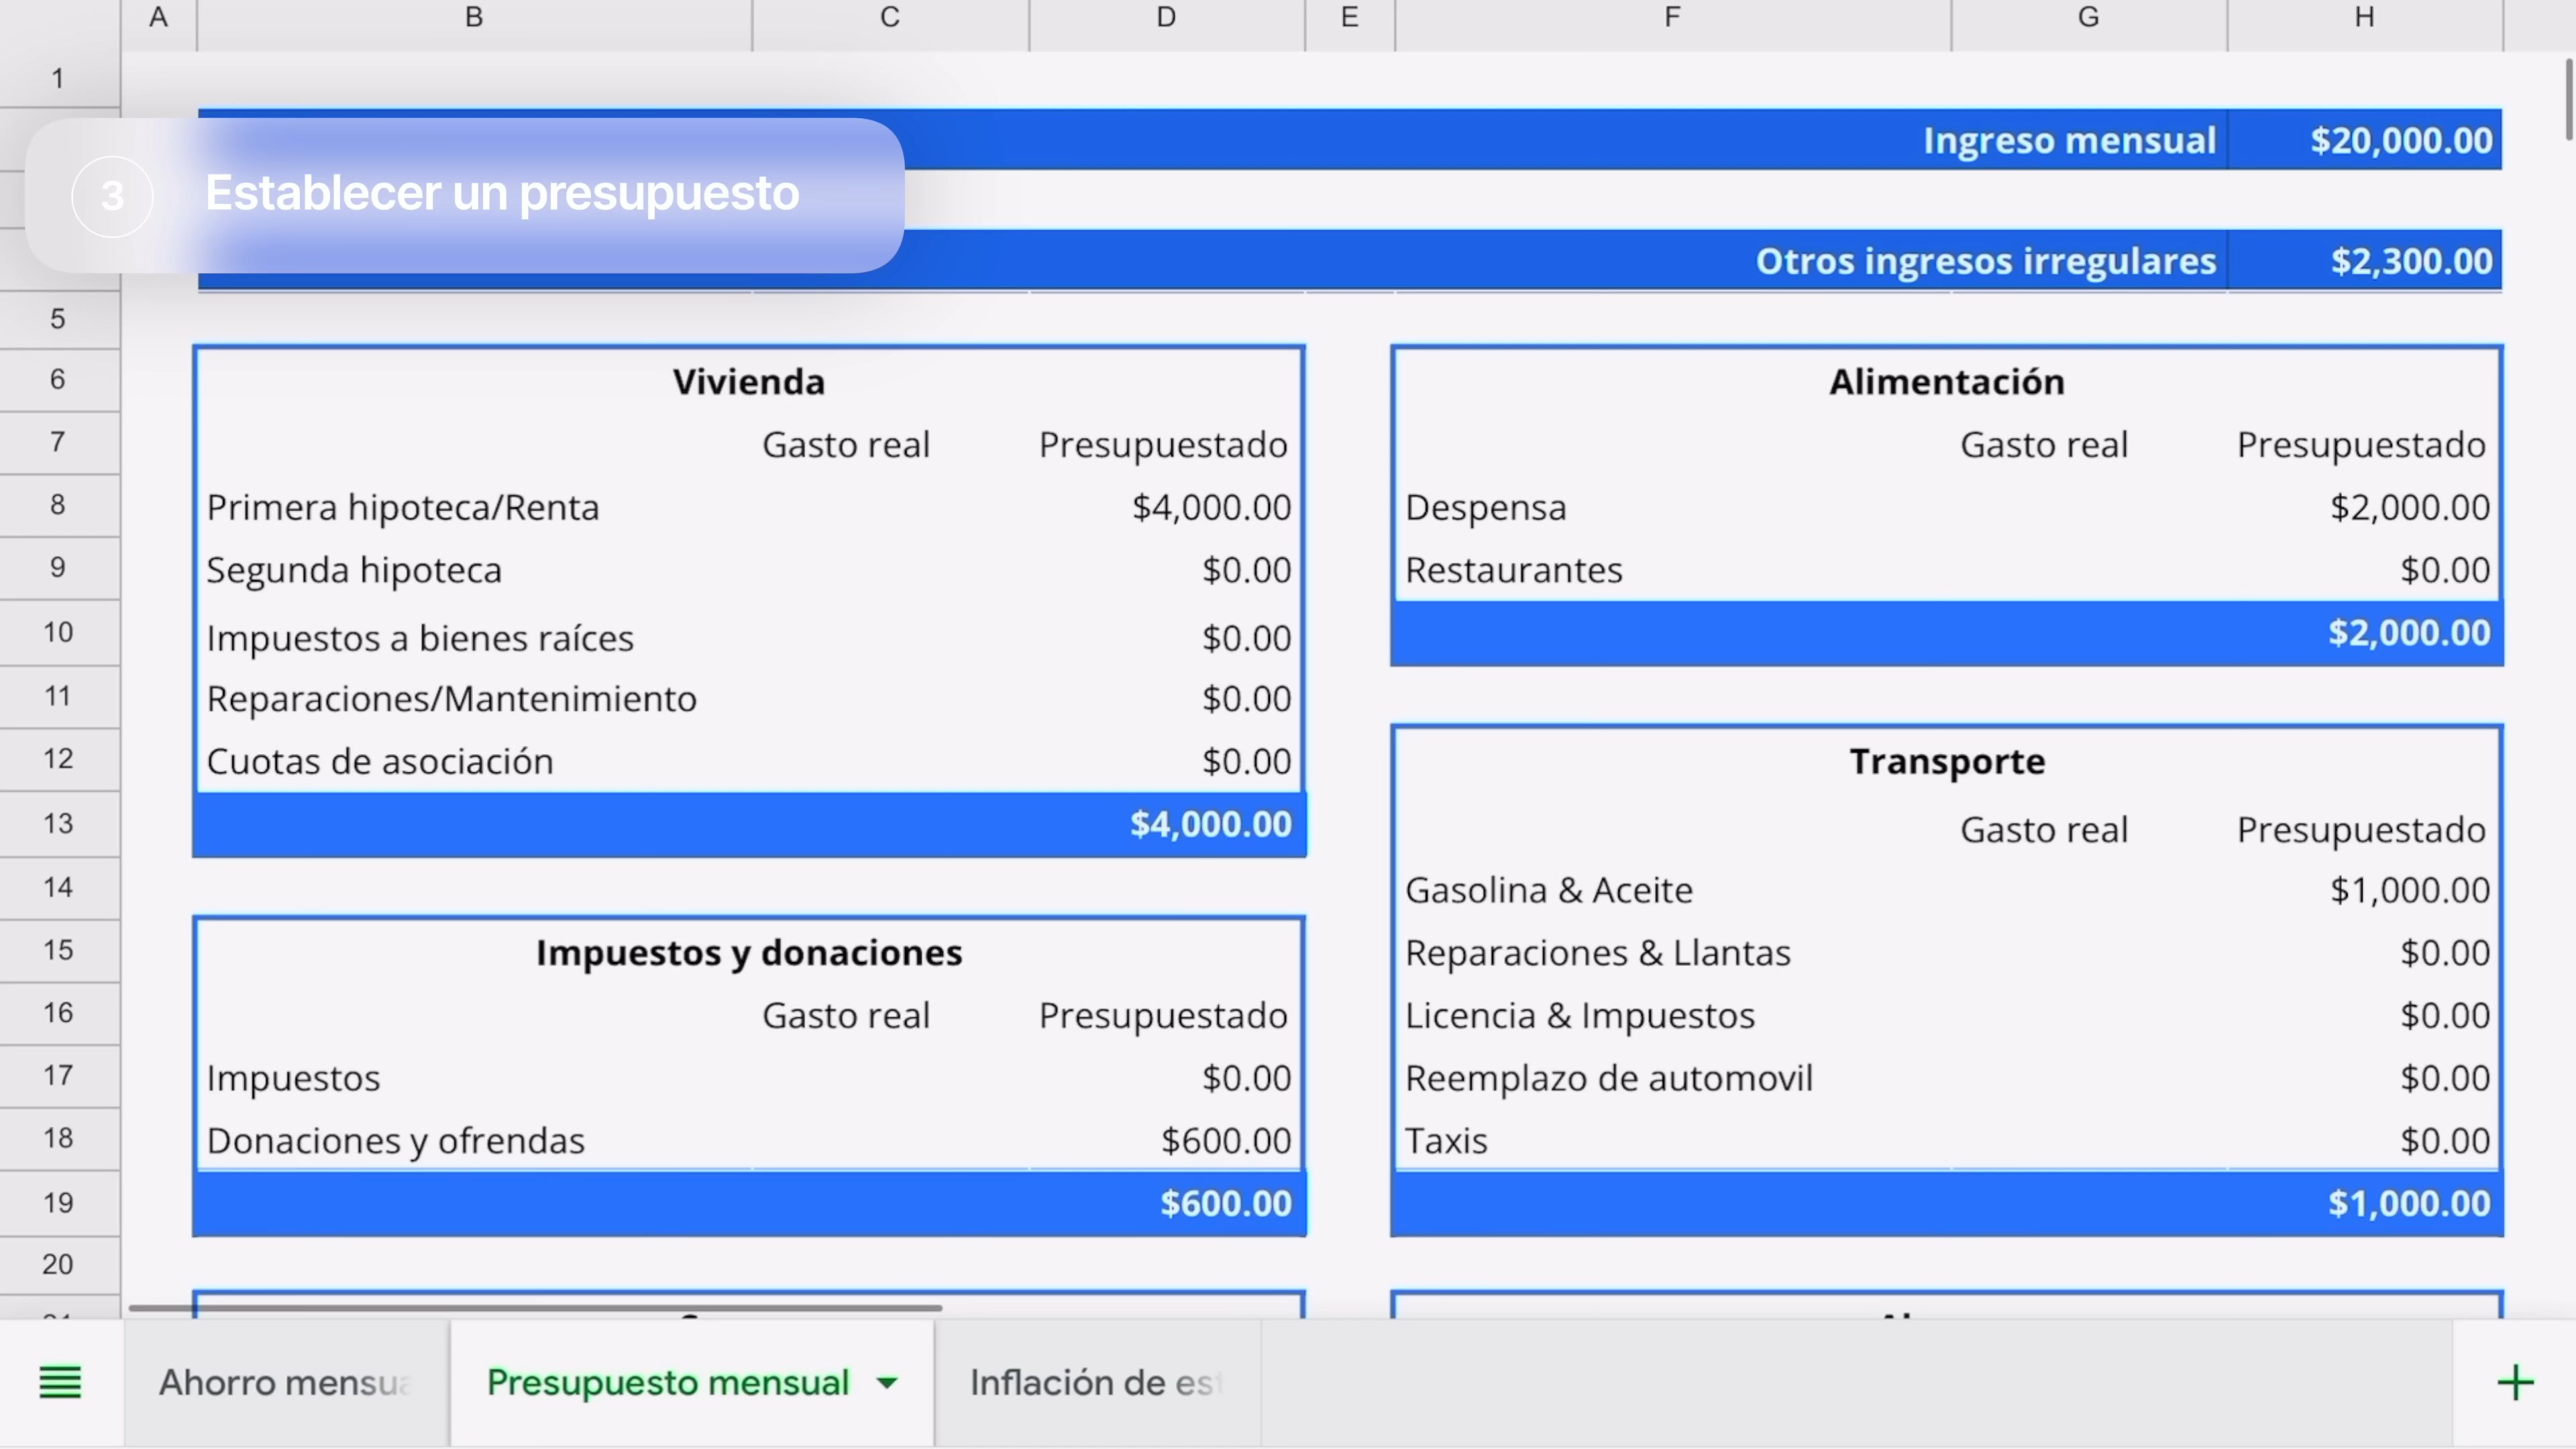 A B C D E F G H
1
Ingreso mensual $20,000.00
3 Establecer un presupuesto
Otros ingresos irregulares $2,300.00
5
6 Vivienda Alimentación
7 Gasto real Presupuestado Gasto real Presupuestado
8 Primera hipoteca/Renta $4,000.00 Despensa $2,000.00
9 Segunda hipoteca $0.00 Restaurantes $0.00
10 Impuestos a bienes raíces $0.00 $2,000.00
11 Reparaciones/Mantenimiento $0.00
12 Cuotas de asociación $0.00 Transporte
13 $4,000.00 Gasto real Presupuestado
14 Gasolina & Aceite $1,000.00
15 Impuestos y donaciones Reparaciones & Llantas $0.00
16 Gasto real Presupuestado Licencia & Impuestos $0.00
17 Impuestos $0.00 Reemplazo de automovil $0.00
18 Donaciones y ofrendas $600.00 Taxis $0.00
19 $600.00 $1,000.00
20
Ahorro mensua Presupuesto mensual Inflación de est